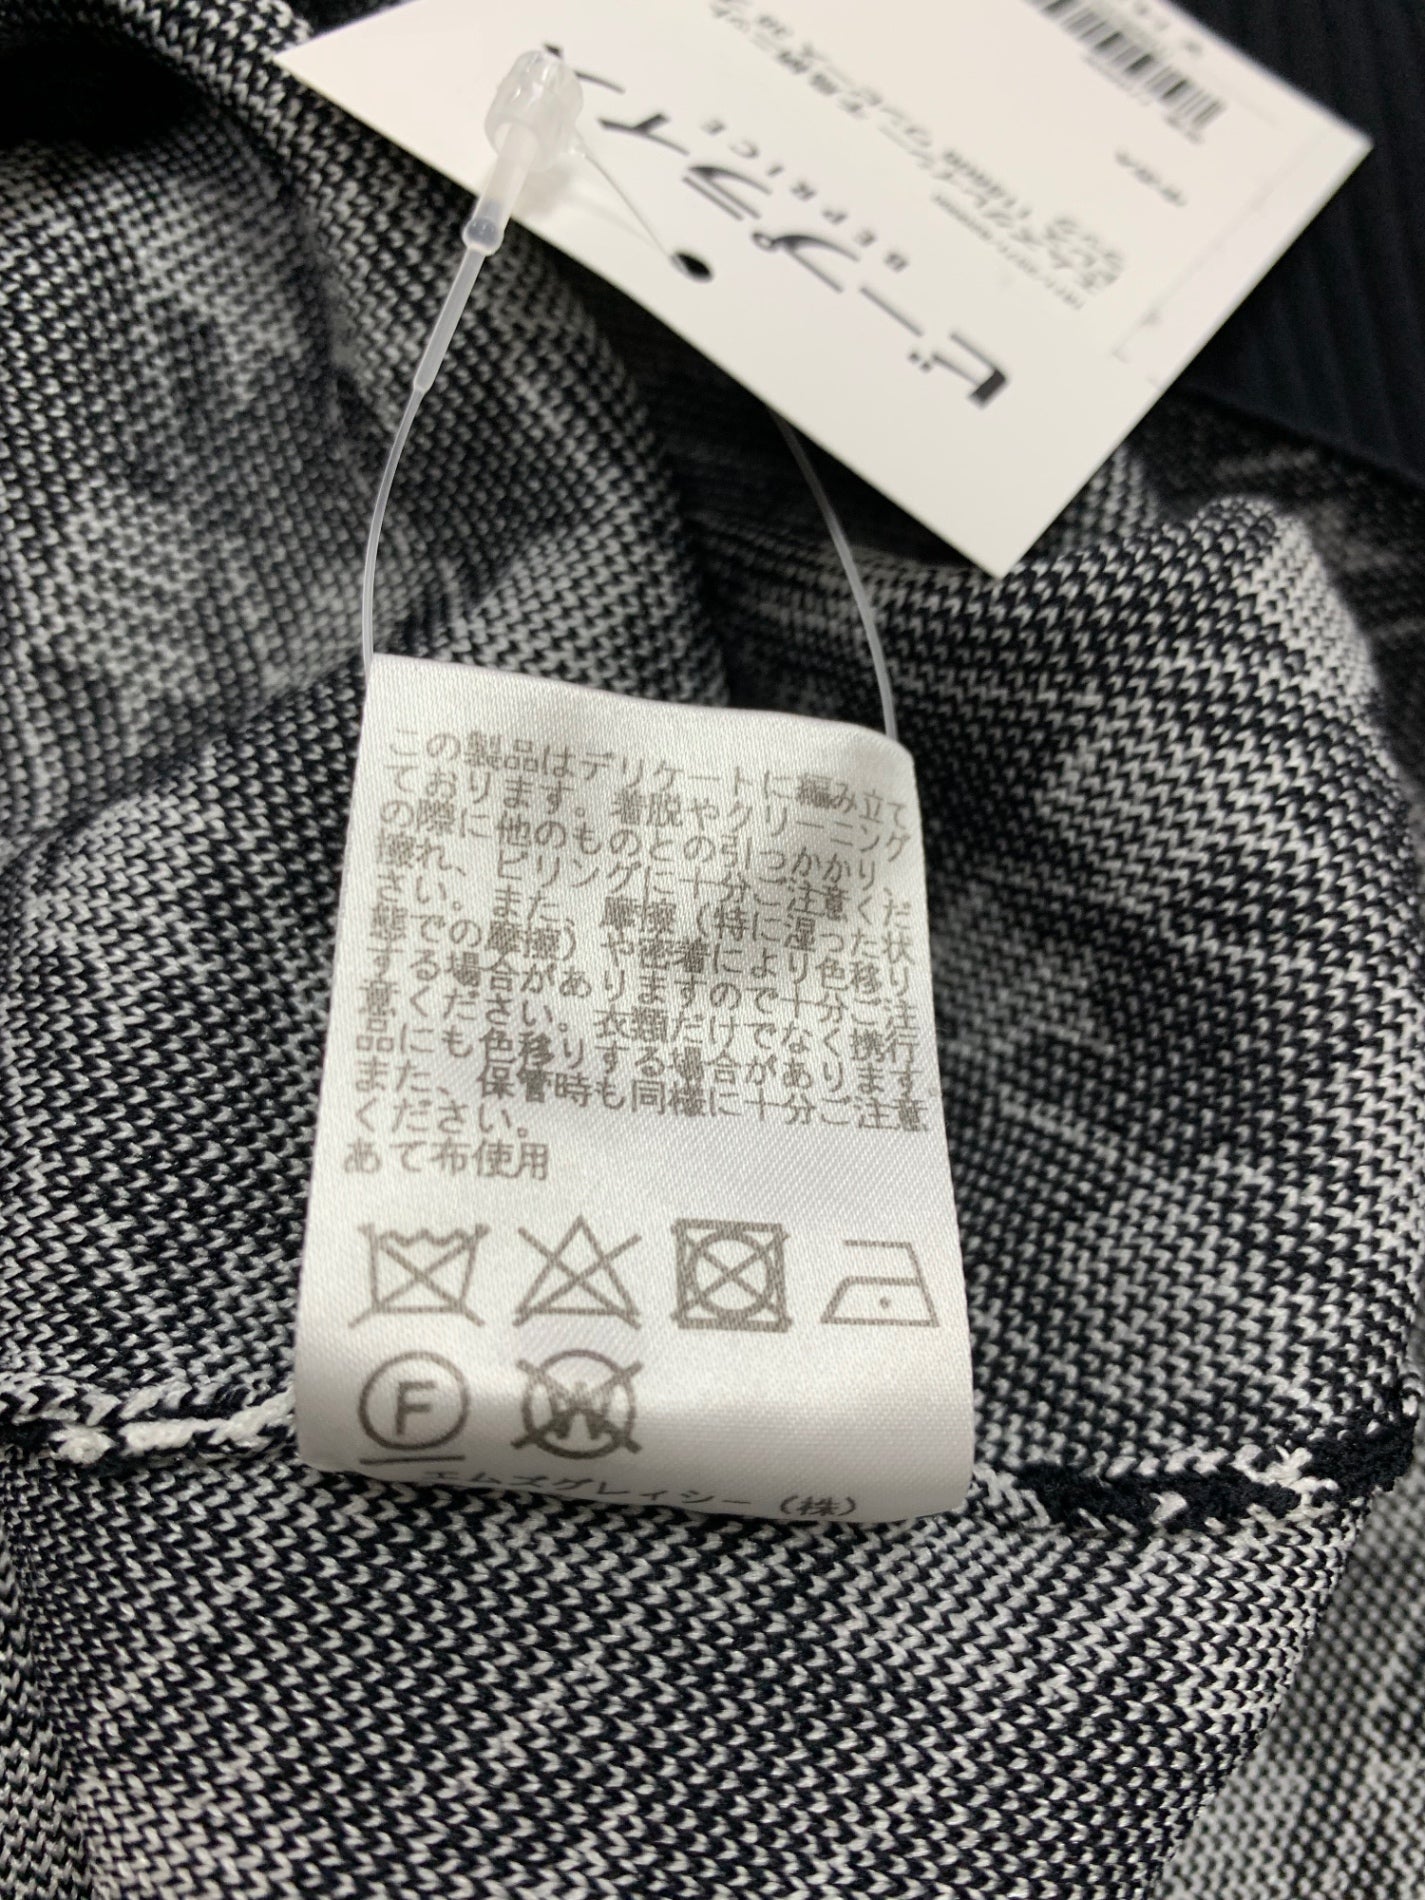 ビープライス
BEPRICE
この製品はデリケートに編み立て
ております。着脱やクリーニング
の際に他のものとの引っかかり、
壊れ、ピリングに十分ご注意くだ
さい。また、摩擦(特に湿った状
態での摩擦)や密着により色移り
する場合がありますので十分ご注
意ください。衣類だけでなく携行
品にも色移りする場合があります。
また、保管時も同様に十分ご注意
ください。
あて布使用
F
W
エムズグレイシー(株)